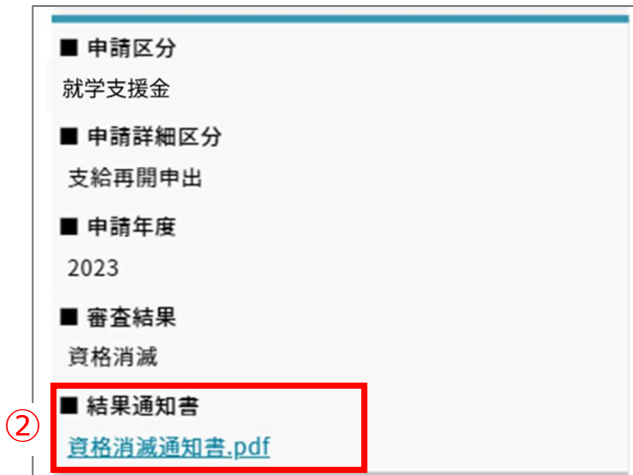 ■ 申請区分
就学支援金
■ 申請詳細区分
支給再開申出
■ 申請年度
2023
■ 審査結果
資格消滅
■ 結果通知書
②
資格消滅通知書.pdf